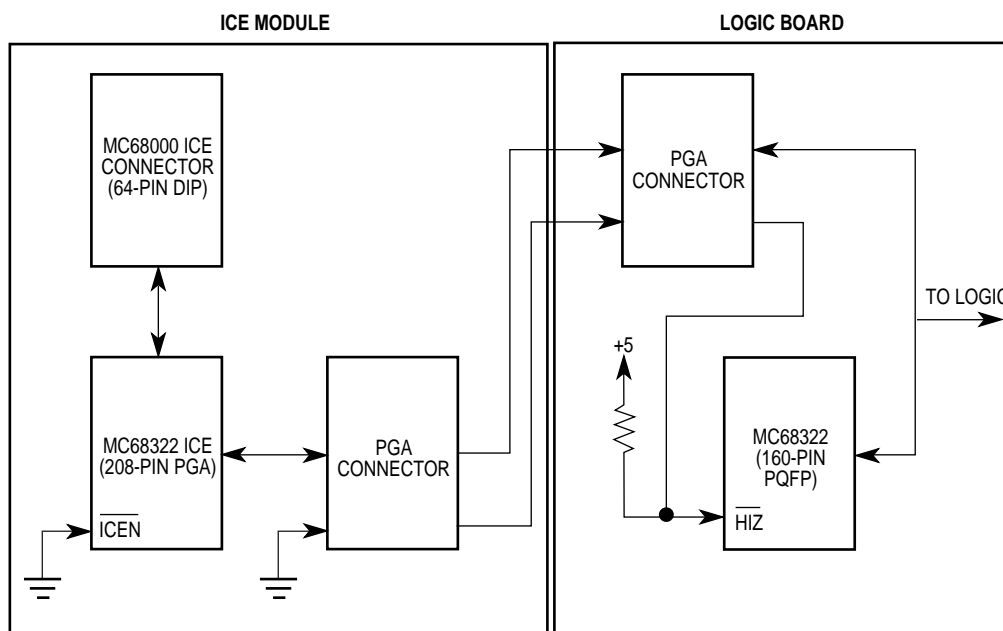 ICE MODULE
LOGIC BOARD
MC68000 ICE
CONNECTOR
(64-PIN DIP)
PGA
CONNECTOR
TO LOGIC
+5
MC68322 ICE
(208-PIN PGA)
ICEN
PGA
CONNECTOR
MC68322
(160-PIN
PQFP)
HIZ